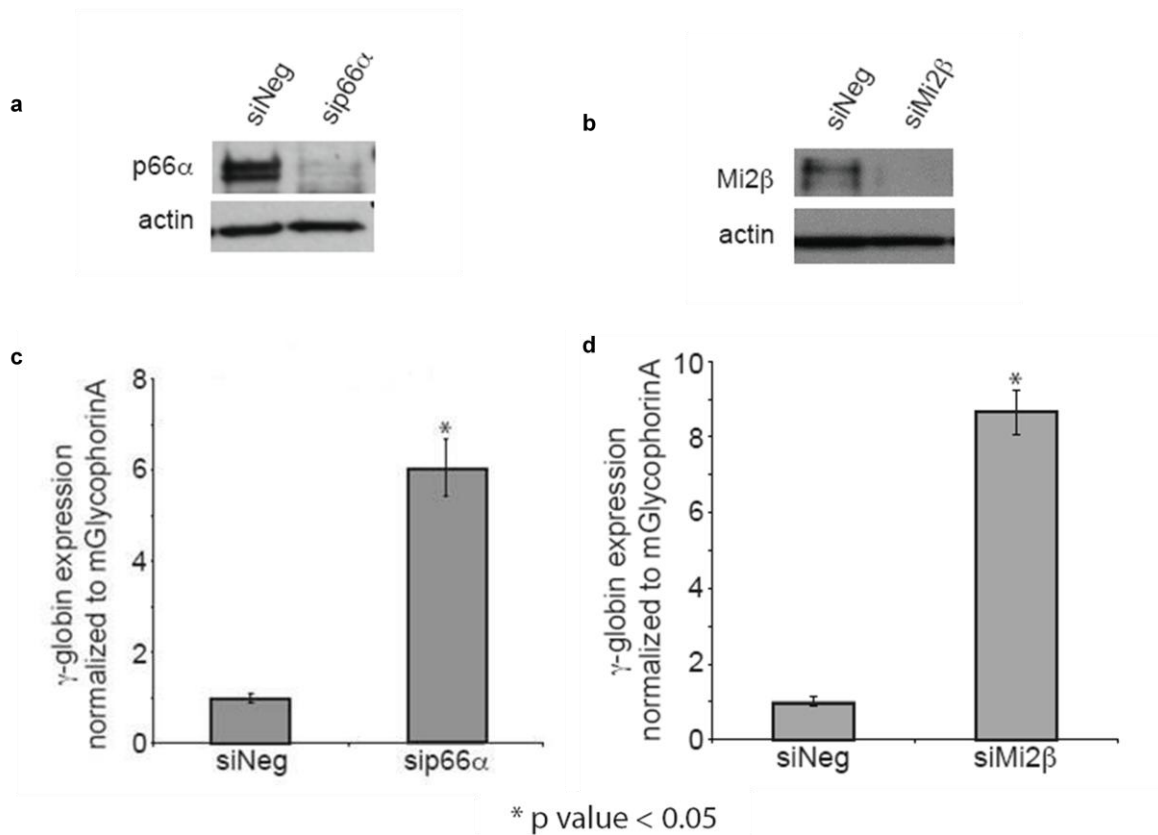 a
siNeg
sip66α
p66α
actin
b
siNeg
siMi2β
Mi2β
actin
c
γ-globin expression
normalized to mGlycophorinA
8
6
4
2
0
*
siNeg
sip66α
d
γ-globin expression
normalized to mGlycophorinA
10
8
6
4
2
0
*
siNeg
siMi2β
* p value < 0.05